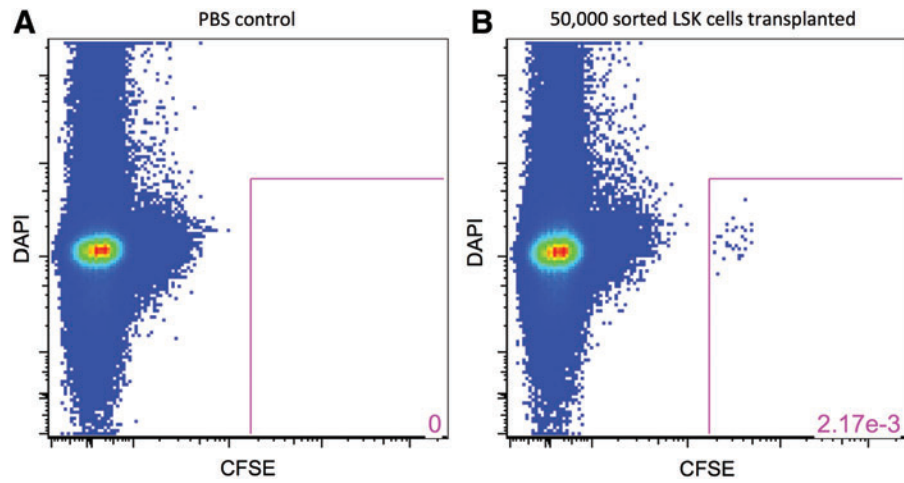 A
PBS control
DAPI
0
CFSE
B
50,000 sorted LSK cells transplanted
DAPI
2.17e-3
CFSE